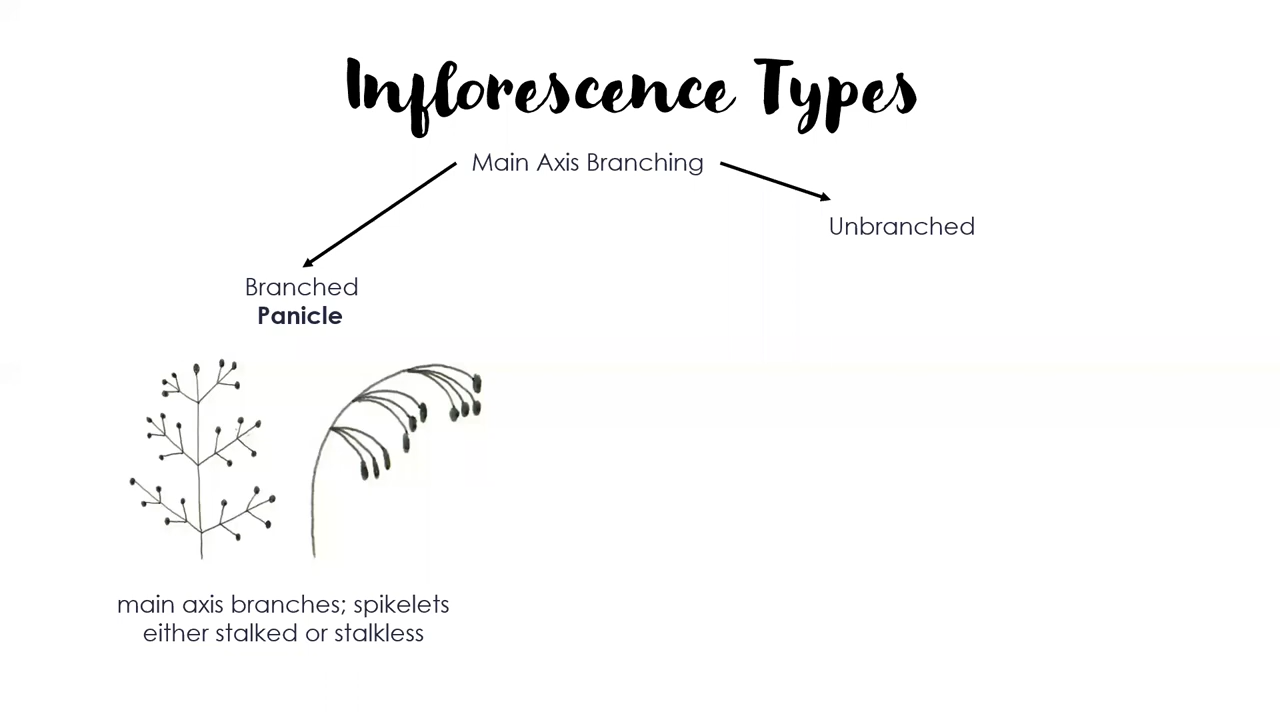 Inflorescence Types
Main Axis Branching
Unbranched
Branched
Panicle
main axis branches; spikelets
either stalked or stalkless